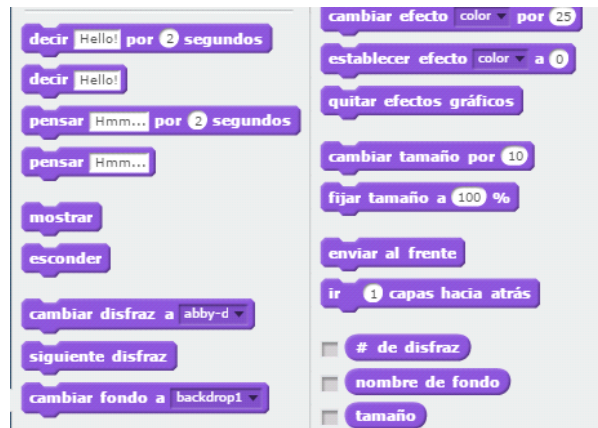 decir Hello! por 2 segundos
decir Hello!
pensar Hmm... por 2 segundos
pensar Hmm...
mostrar
esconder
cambiar disfraz a abby-d
siguiente disfraz
cambiar fondo a backdrop1
cambiar efecto color por 25
establecer efecto color a 0
quitar efectos gráficos
cambiar tamaño por 10
fijar tamaño a 100 %
enviar al frente
ir 1 capas hacia atrás
# de disfraz
nombre de fondo
tamaño